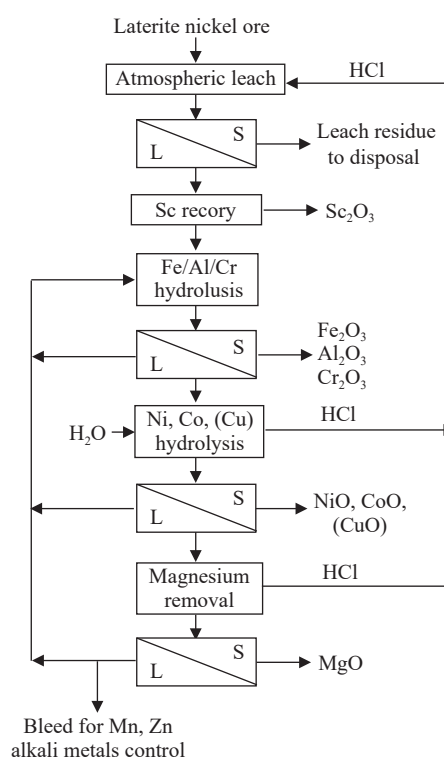 Laterite nickel ore
HCl
Atmospheric leach
S
L
Leach residue
to disposal
Sc recory
Sc₂O₃
Fe/Al/Cr
hydrolusis
S
L
Fe₂O₃
Al₂O₃
Cr₂O₃
H₂O
Ni, Co, (Cu)
hydrolysis
HCl
S
L
NiO, CoO,
(CuO)
Magnesium
removal
HCl
S
L
MgO
Bleed for Mn, Zn
alkali metals control